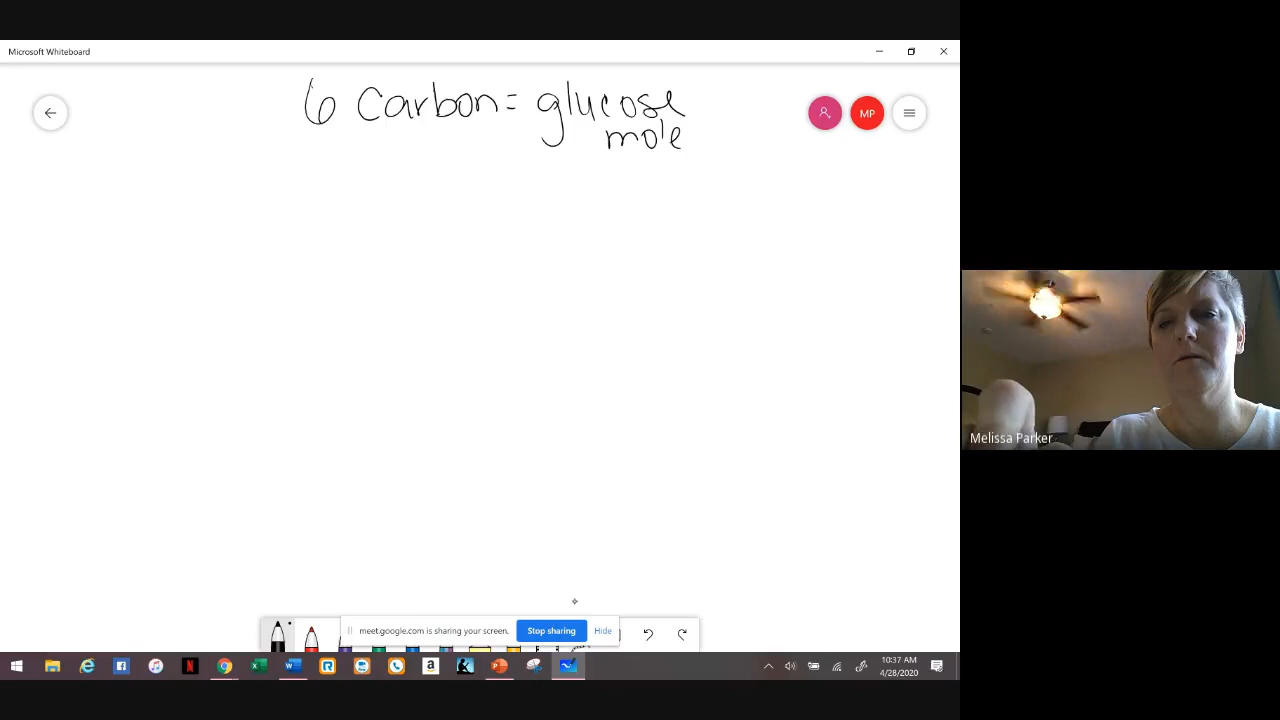 Microsoft Whiteboard
6 Carbon = glucose
mole
MP
Melissa Parker
meet.google.com is sharing your screen.
Stop sharing
Hide
10:37 AM
4/28/2020